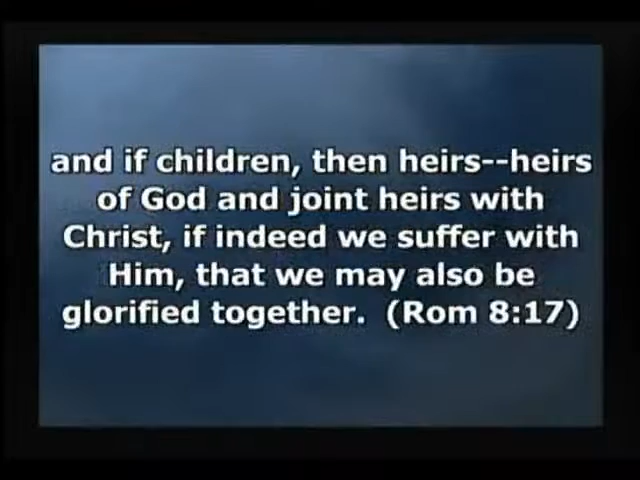 and if children, then heirs--heirs
of God and joint heirs with
Christ, if indeed we suffer with
Him, that we may also be
glorified together.  (Rom 8:17)